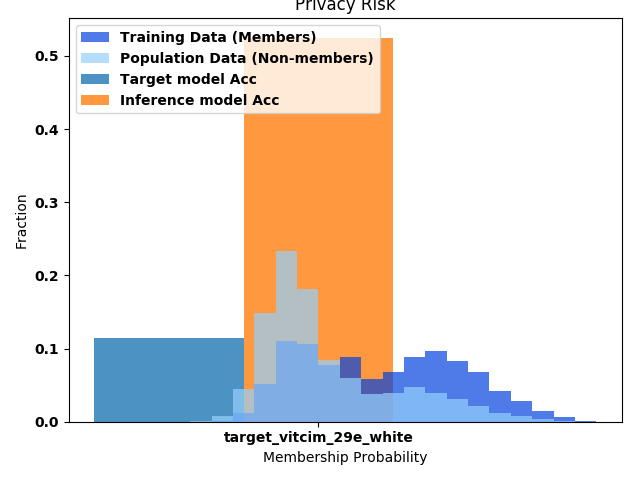 Privacy Risk
Training Data (Members)
Population Data (Non-members)
Target model Acc
Inference model Acc
0.5
0.4
0.3
0.2
0.1
0.0
Fraction
target_vitcim_29e_white
Membership Probability